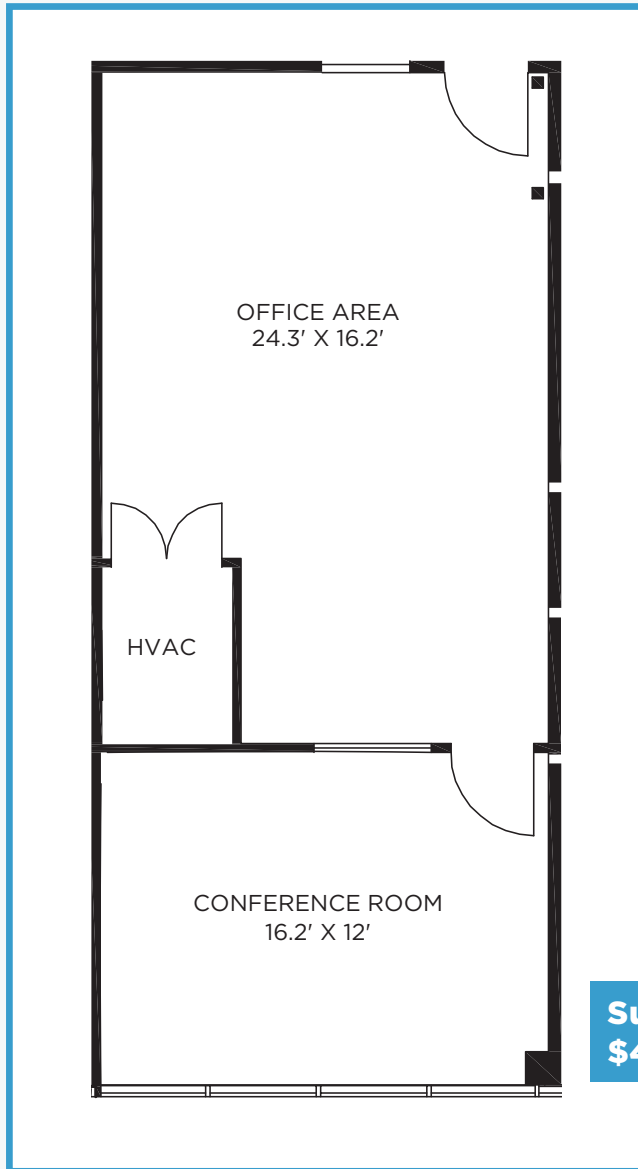 OFFICE AREA
24.3' X 16.2'
HVAC
CONFERENCE ROOM
16.2' X 12'